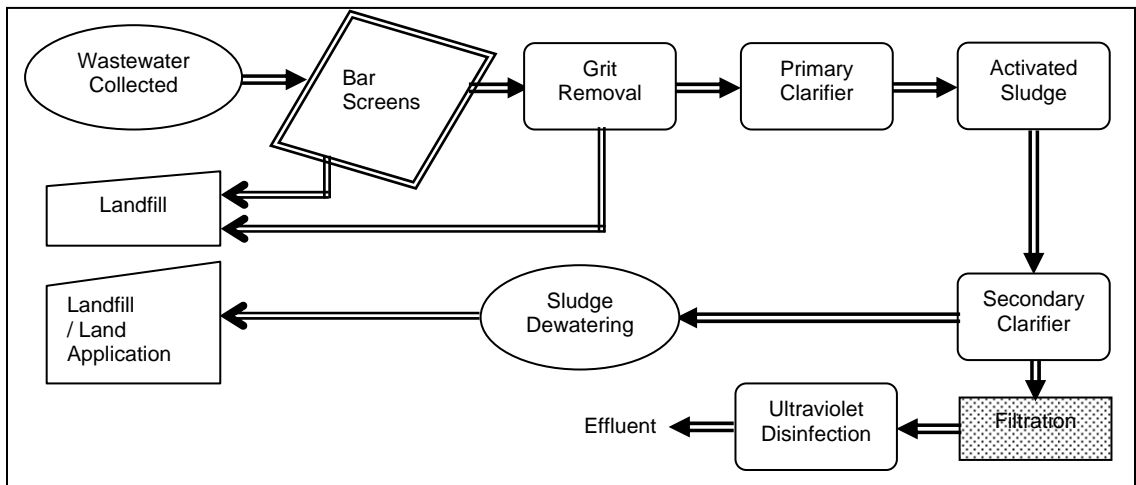 Wastewater
Collected
Bar
Screens
Grit
Removal
Primary
Clarifier
Activated
Sludge
Landfill
Landfill
/ Land
Application
Sludge
Dewatering
Secondary
Clarifier
Effluent
Ultraviolet
Disinfection
Filtration